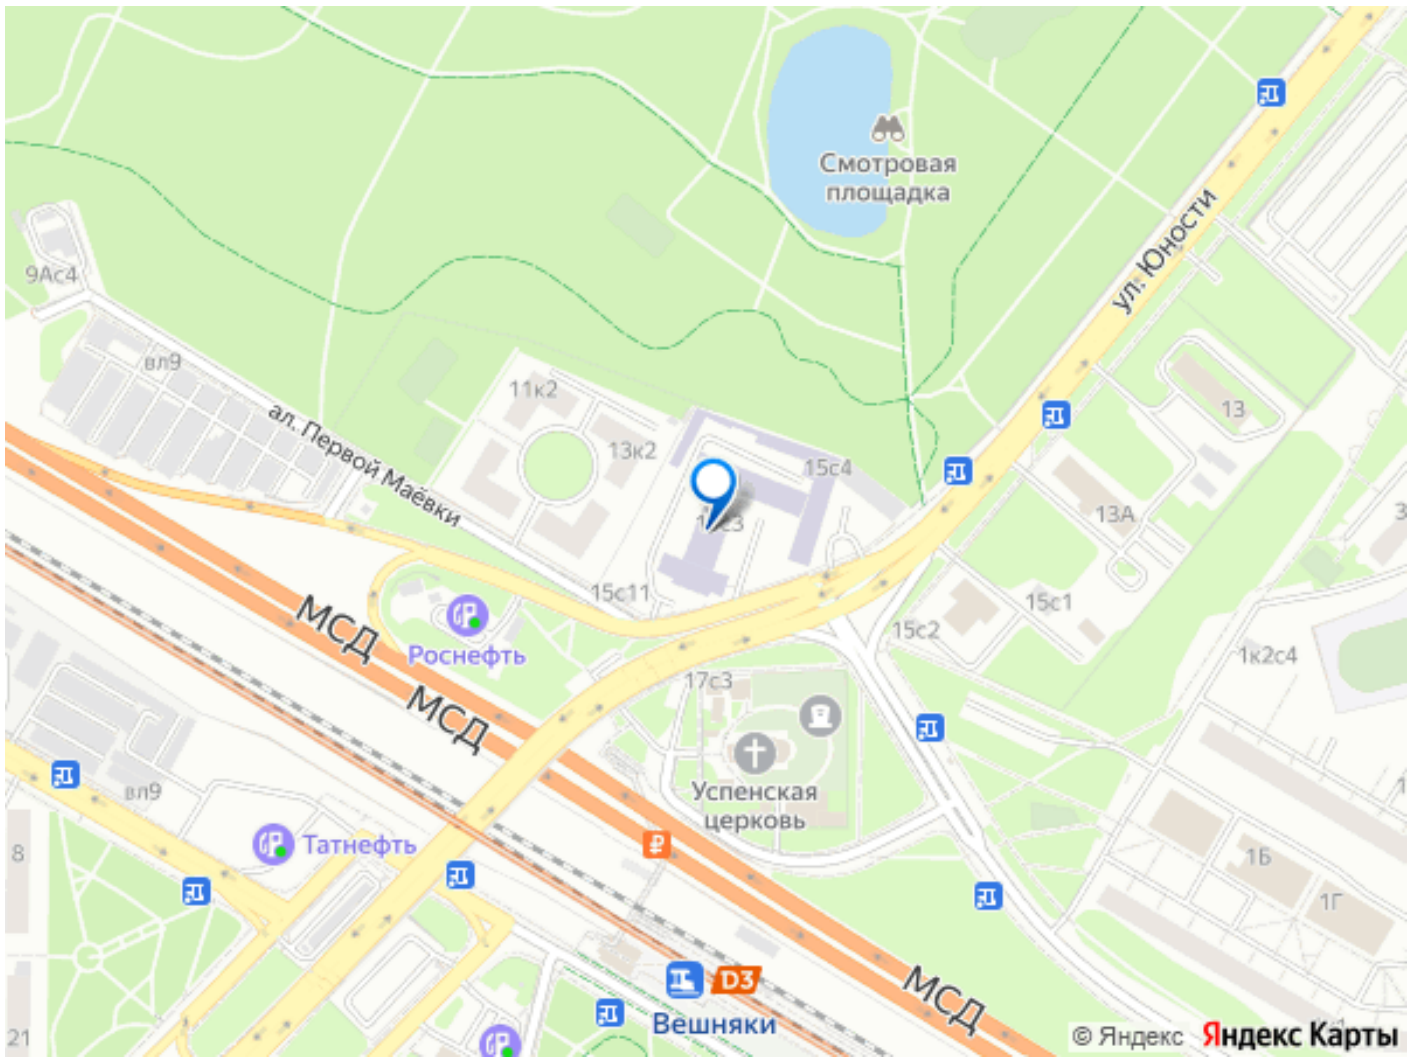 Смотровая
площадка
ул. Юности
9Ас4
вл9
ал. Первой Маёвки
11к2
13к2
15с4
13
13А
15с11
15с1
15с2
1к2с4
МСД
Роснефть
МСД
17с3
Успенская
церковь
вл9
Татнефть
8
1Б
1Г
21
D3
Вешняки
МСД
© Яндекс Яндекс Карты